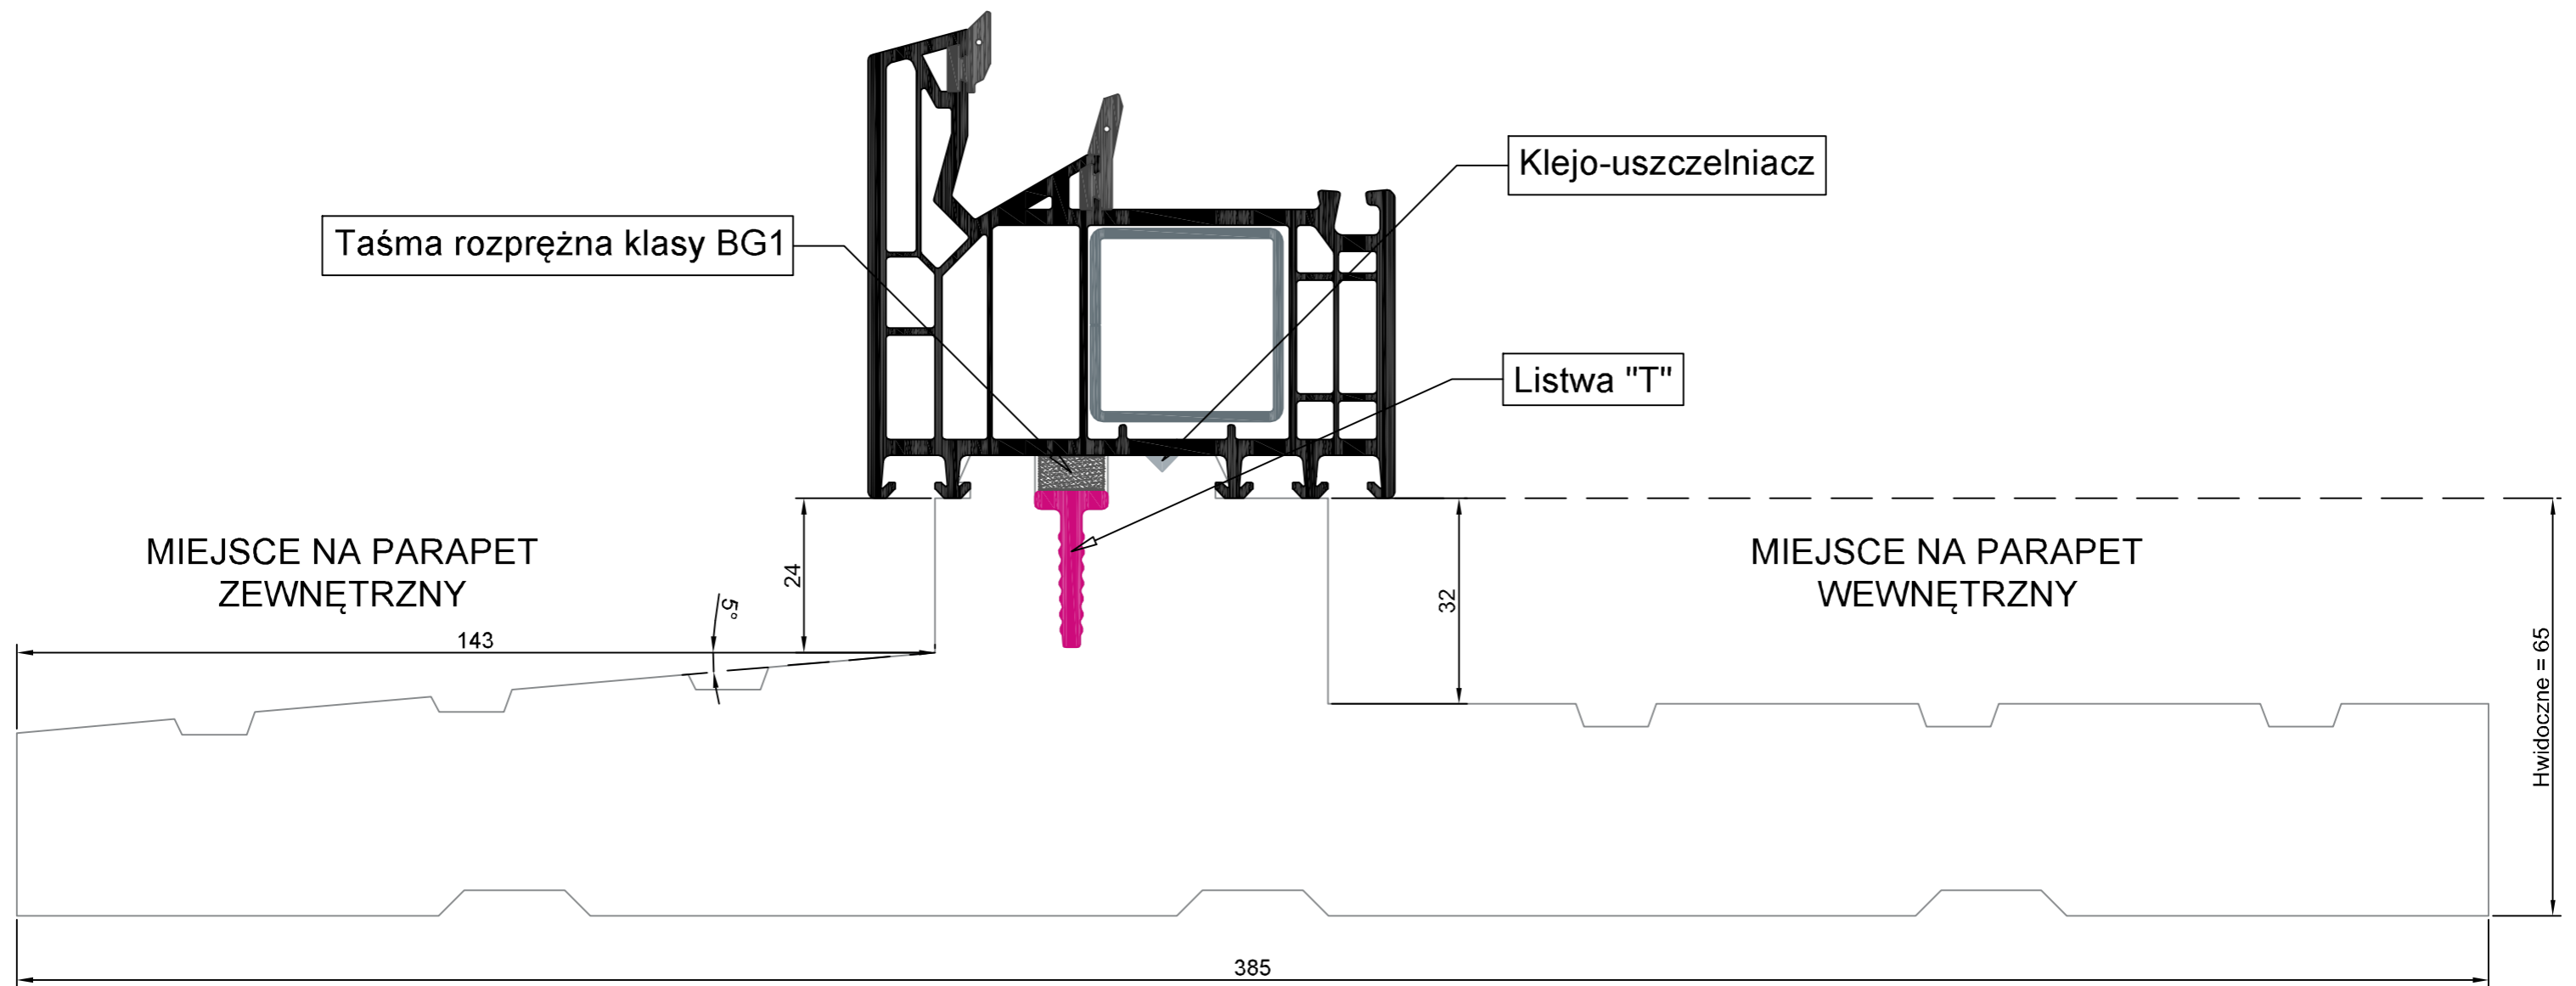 Klejo-uszczelniacz
Taśma rozprężna klasy BG1
Listwa "T"
MIEJSCE NA PARAPET
ZEWNĘTRZNY
MIEJSCE NA PARAPET
WEWNĘTRZNY
24
5°
32
143
Hwidoczne = 65
385